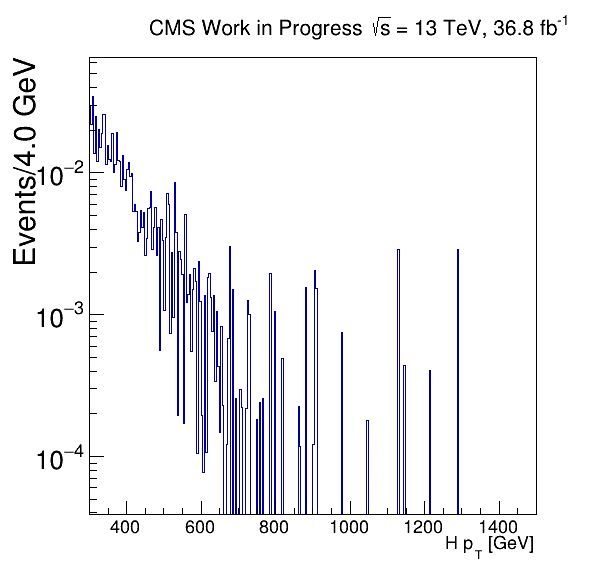 CMS Work in Progress √s = 13 TeV, 36.8 fb⁻¹
Events/4.0 GeV
10⁻²
10⁻³
10⁻⁴
400 600 800 1000 1200 1400
H p_T [GeV]